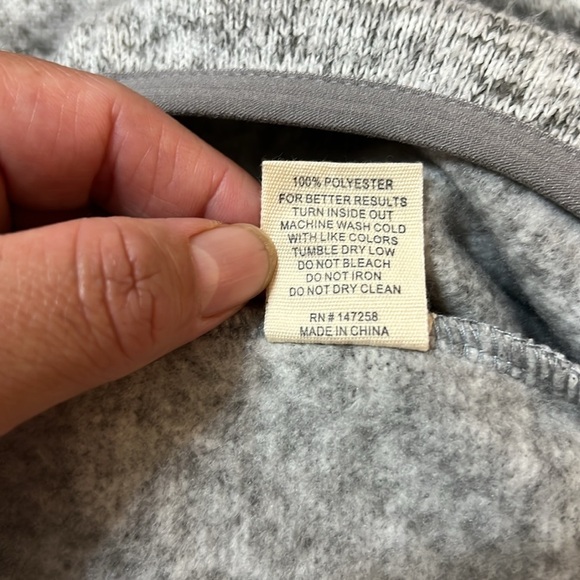 100% POLYESTER
FOR BETTER RESULTS
TURN INSIDE OUT
MACHINE WASH COLD
WITH LIKE COLORS
TUMBLE DRY LOW
DO NOT BLEACH
DO NOT IRON
DO NOT DRY CLEAN
RN # 147258
MADE IN CHINA